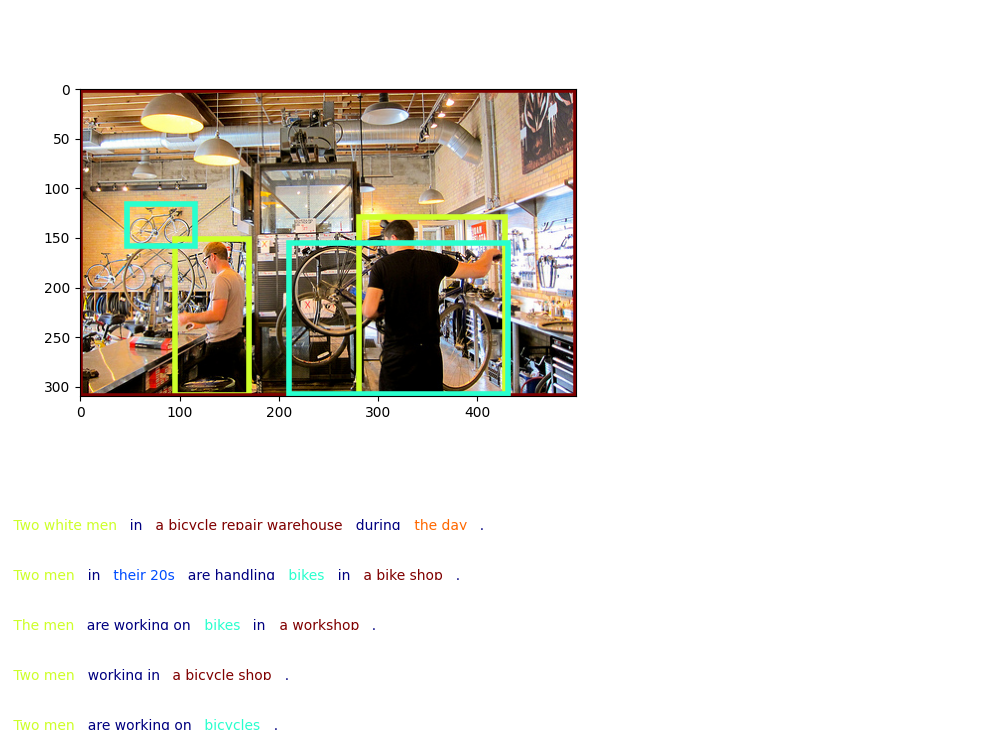 0
50
100
150
200
250
300
0 100 200 300 400
Two white men in a bicycle repair warehouse during the day .
Two men in their 20s are handling bikes in a bike shop .
The men are working on bikes in a workshop .
Two men working in a bicycle shop .
Two men are working on bicycles .